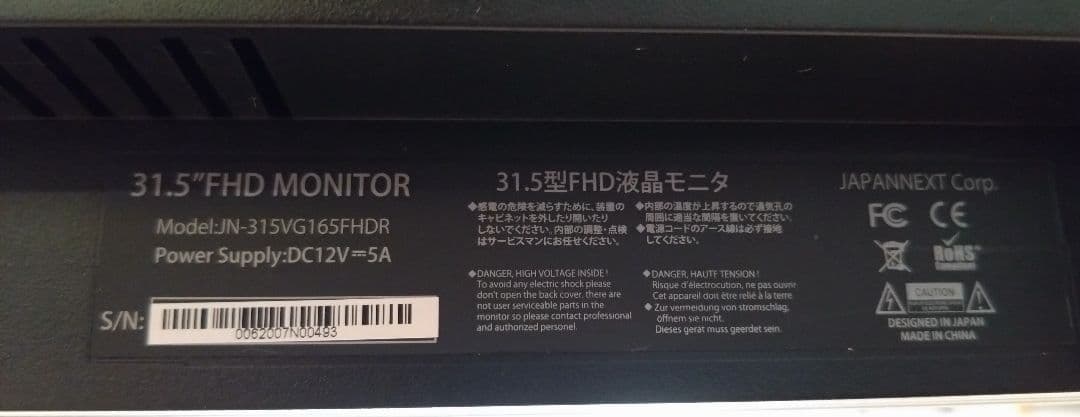 31.5"FHD MONITOR
Model:JN-315VG165FHDR
Power Supply:DC12V⎓5A
S/N:
0062007N00493
31.5型FHD液晶モニタ
◆感電の危険を減らすために、装置の
キャビネットを外したり開いたり
しないでください。内部の調整・点検
はサービスマンにお任せください。
◆内部の温度が上昇するので通気孔の
周囲に適当な間隔を置いてください。
◆電源コードのアース線は必ず接地
してください。
◆DANGER, HIGH VOLTAGE INSIDE!
To avoid any electric shock please
don't open the back cover. there are
not user serviceable parts in the
monitor so please contact professional
and authorized personel.
◆DANGER, HAUTE TENSION!
Risque d'électrocution, ne pas ouvrir
Cet appareil doit être relié à la terre
◆ Zur vermeidung von stromschlag,
öffnem sie nicht.
Dieses gerät muss geerdet sein.
JAPANNEXT Corp.
FC CE
RoHS
CAUTION
DESIGNED IN JAPAN
MADE IN CHINA